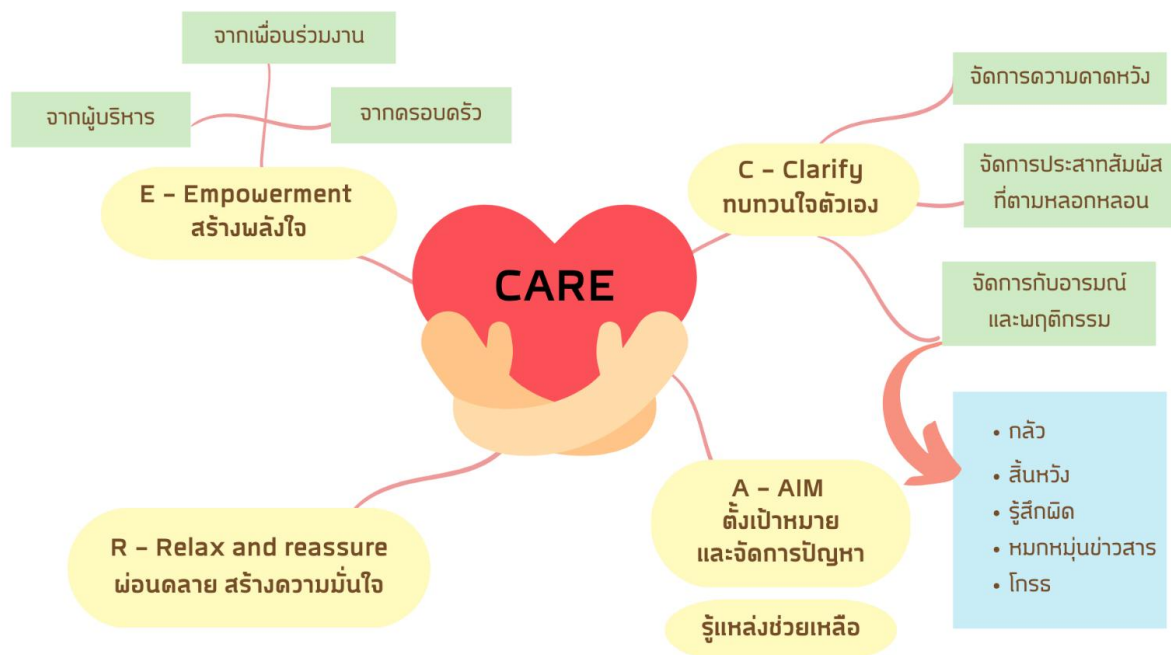 CARE
C – Clarify
ทบทวนใจตัวเอง
จัดการความคาดหวัง
จัดการประสาทสัมผัส
ที่ตามหลอกหลอน
จัดการกับอารมณ์
และพฤติกรรม
• กลัว
• สิ้นหวัง
• รู้สึกผิด
• หมกหมุ่นข่าวสาร
• โกรธ
A – AIM
ตั้งเป้าหมาย
และจัดการปัญหา
รู้แหล่งช่วยเหลือ
R – Relax and reassure
ผ่อนคลาย สร้างความมั่นใจ
E – Empowerment
สร้างพลังใจ
จากเพื่อนร่วมงาน
จากผู้บริหาร
จากครอบครัว